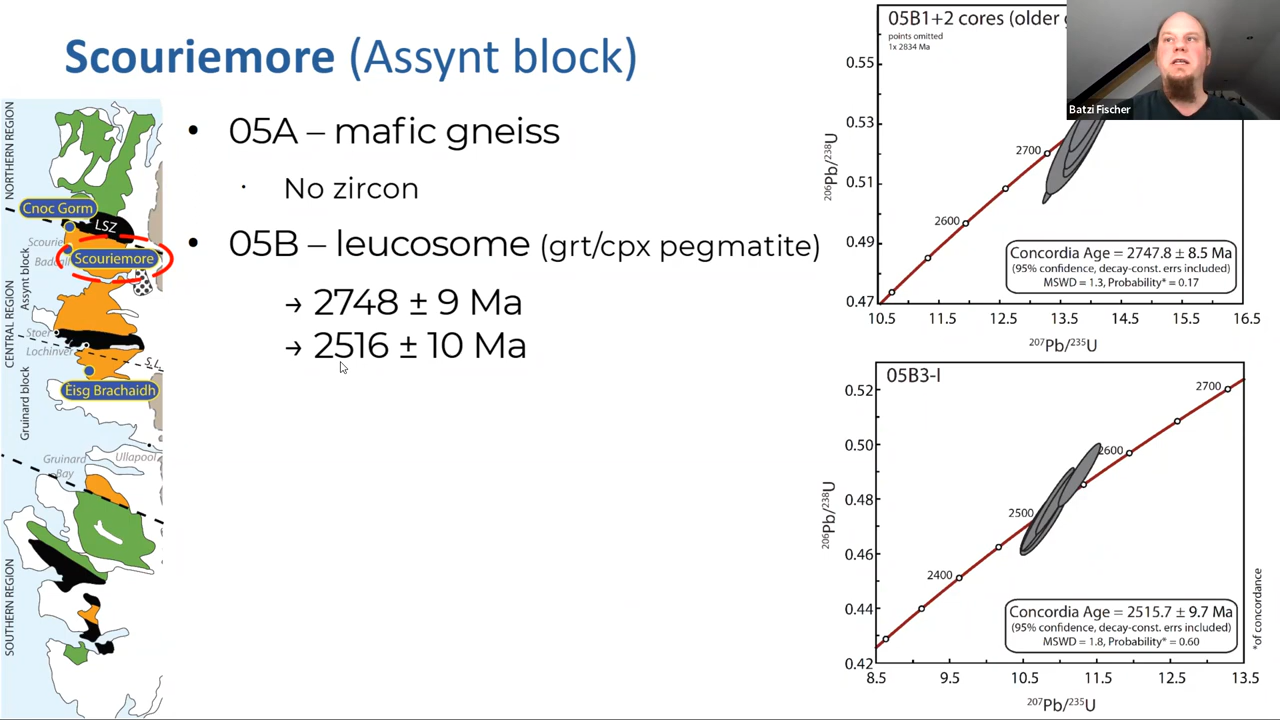 Scouriemore (Assynt block)
NORTHERN REGION
Cnoc Gorm
LSZ
Scourie
Scouriemore
Assynt block
CENTRAL REGION
Stoer
Lochinver
S.L.
Eisg Brachaidh
Gruinard block
Gruinard
Bay
Ullapool
SOUTHERN REGION
• 05A – mafic gneiss
· No zircon
• 05B – leucosome (grt/cpx pegmatite)
→ 2748 ± 9 Ma
→ 2516 ± 10 Ma
05B1+2 cores (older
points omitted
1x 2834 Ma
Batzi Fischer
0.55
0.53
0.51
0.49
0.47
²⁰⁶Pb/²³⁸U
2700
2600
Concordia Age = 2747.8 ± 8.5 Ma
(95% confidence, decay-const. errs included)
MSWD = 1.3, Probability* = 0.17
10.5 11.5 12.5 13.5 14.5 15.5 16.5
²⁰⁷Pb/²³⁵U
05B3-I
0.52
0.50
0.48
0.46
0.44
0.42
²⁰⁶Pb/²³⁸U
2700
2600
2500
2400
Concordia Age = 2515.7 ± 9.7 Ma
(95% confidence, decay-const. errs included)
MSWD = 1.8, Probability* = 0.60
8.5 9.5 10.5 11.5 12.5 13.5
²⁰⁷Pb/²³⁵U
*of concordance